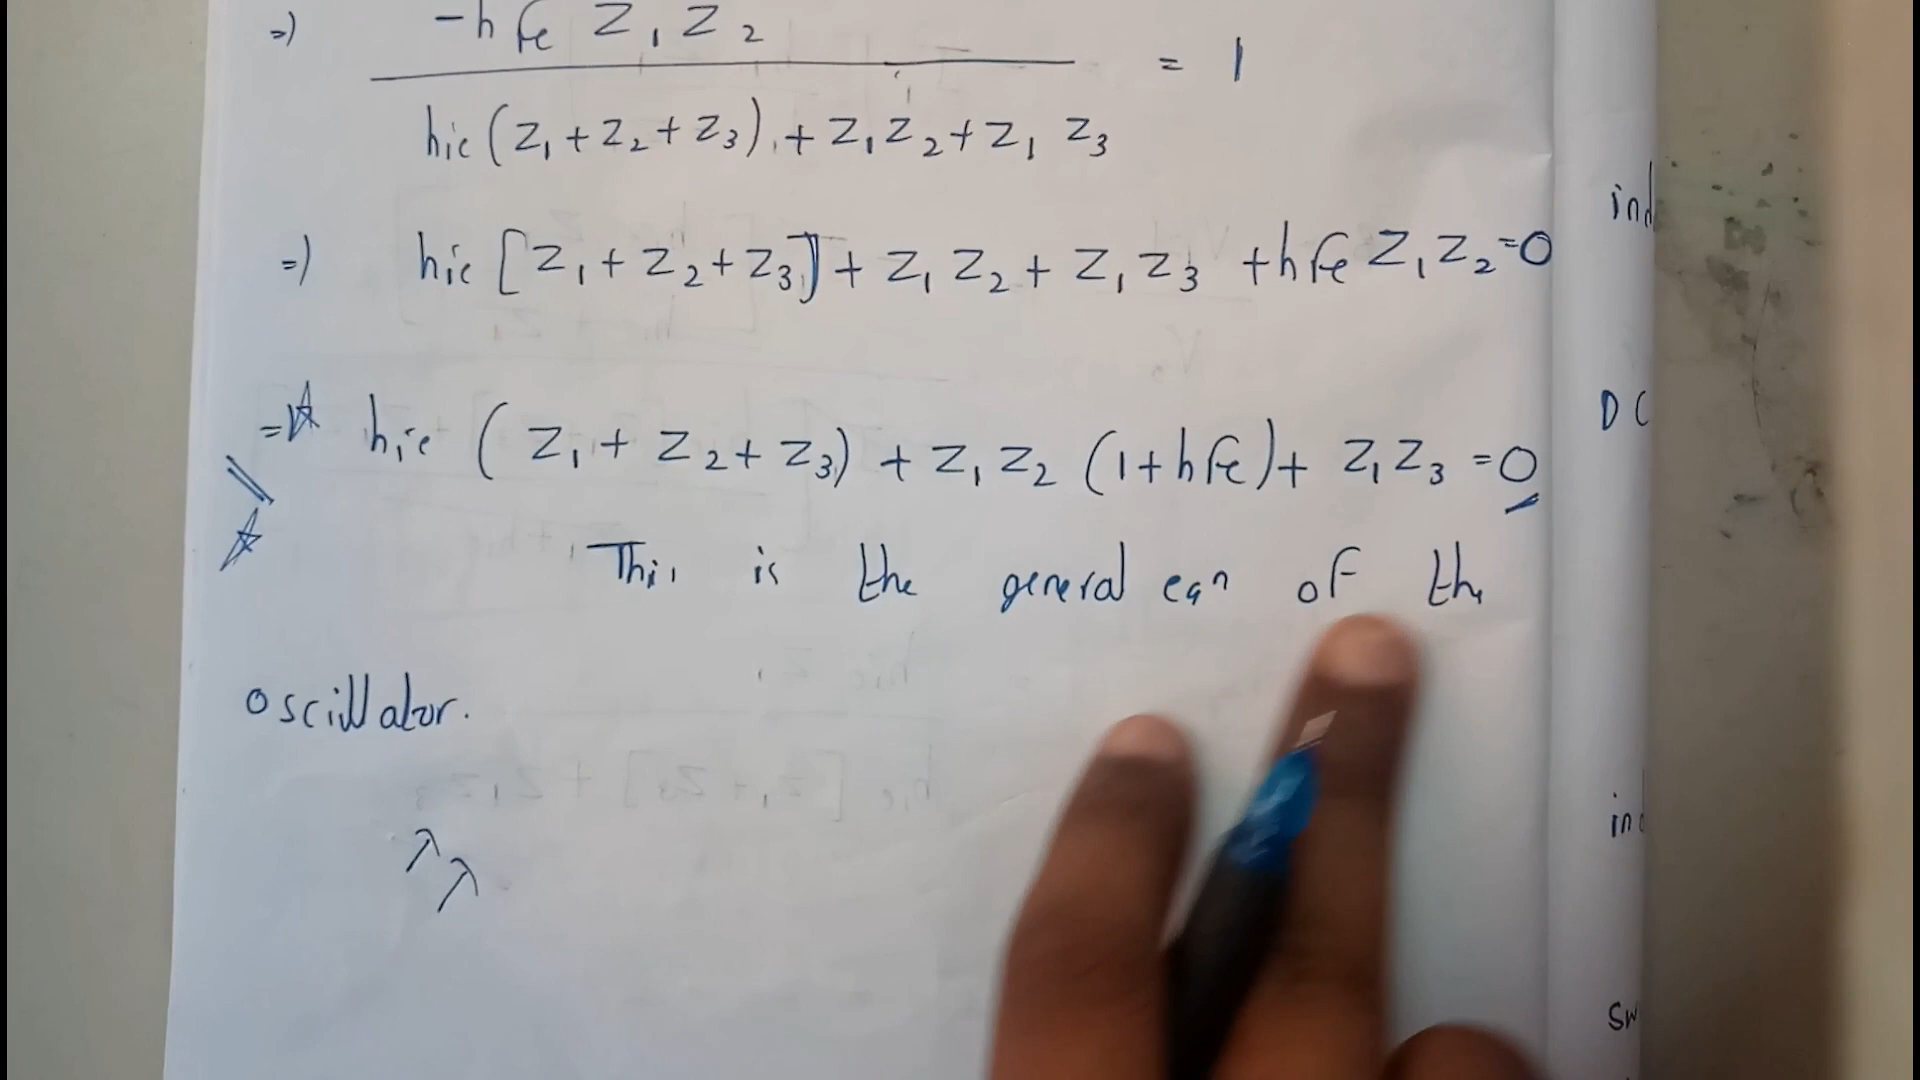 =) -hfe Z₁Z₂
= 1
hie(Z₁+Z₂+Z₃)+Z₁Z₂+Z₁ Z₃
=) hie[Z₁+Z₂+Z₃]+Z₁Z₂+Z₁Z₃ +hfe Z₁Z₂=0
=) hie (Z₁+Z₂+Z₃)+Z₁Z₂(1+hfe)+Z₁Z₃=0
This is the general eqn of the
oscillator.
ind
DC
ind
sw